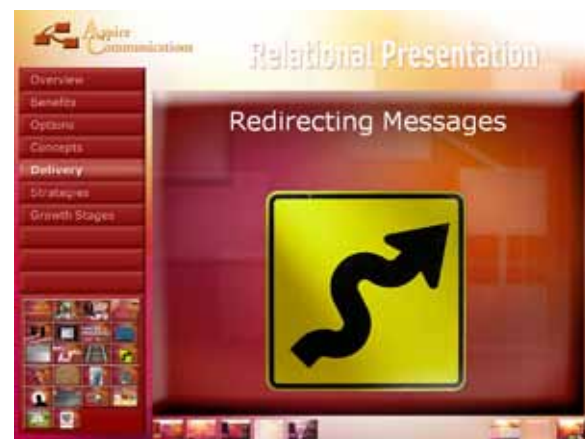 Aspire
Communications
Relational Presentation
Overview
Benefits
Options
Concepts
Delivery
Strategies
Growth Stages
Redirecting Messages